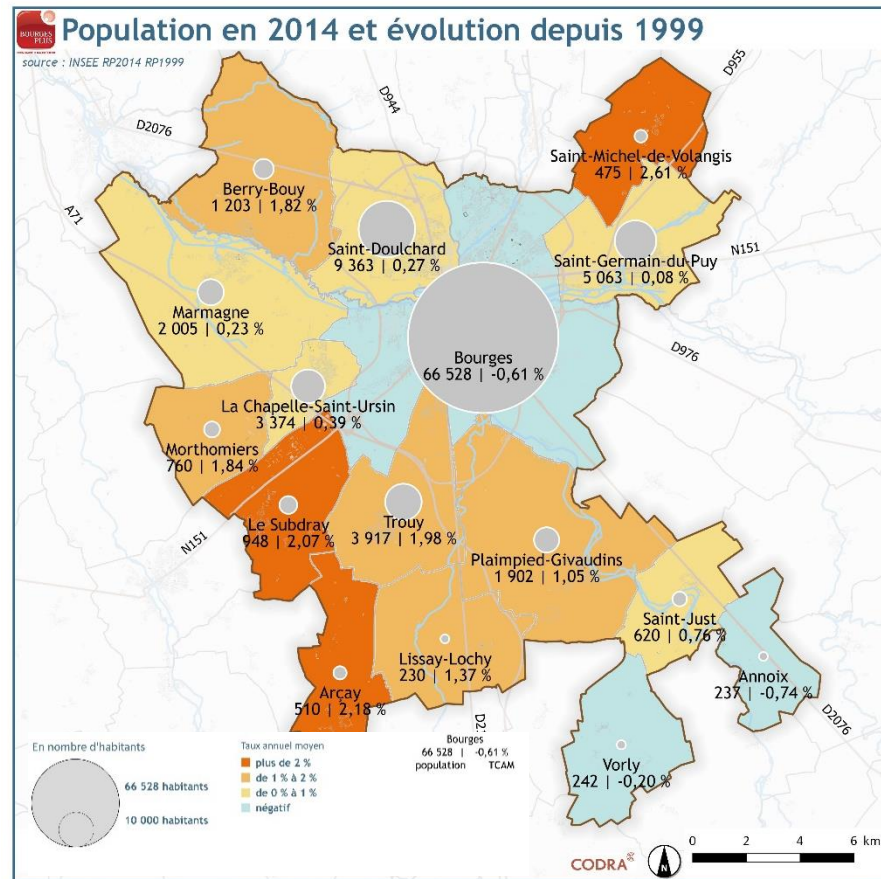 BOURGES
PLUS
Population en 2014 et évolution depuis 1999
source : INSEE RP2014 RP1999
D955
D944
D2076
Saint-Michel-de-Volangis
475 | 2,61 %
Berry-Bouy
1 203 | 1,82 %
A71
Saint-Doulchard
9 363 | 0,27 %
N151
Saint-Germain-du-Puy
5 063 | 0,08 %
Marmagne
2 005 | 0,23 %
D976
Bourges
66 528 | -0,61 %
La Chapelle-Saint-Ursin
3 374 | 0,39 %
Morthomiers
760 | 1,84 %
Le Subdray
948 | 2,07 %
Trouy
3 917 | 1,98 %
N151
Plaimpied-Givaudins
1 902 | 1,05 %
Saint-Just
620 | 0,76 %
Lissay-Lochy
230 | 1,37 %
Annoix
237 | -0,74 %
Arçay
510 | 2,18 %
D2076
Vorly
242 | -0,20 %
En nombre d'habitants
66 528 habitants
10 000 habitants
Taux annuel moyen
plus de 2 %
de 1 % à 2 %
de 0 % à 1 %
négatif
Bourges
66 528 | -0,61 %
population TCAM
CODRA
N
0 2 4 6 km